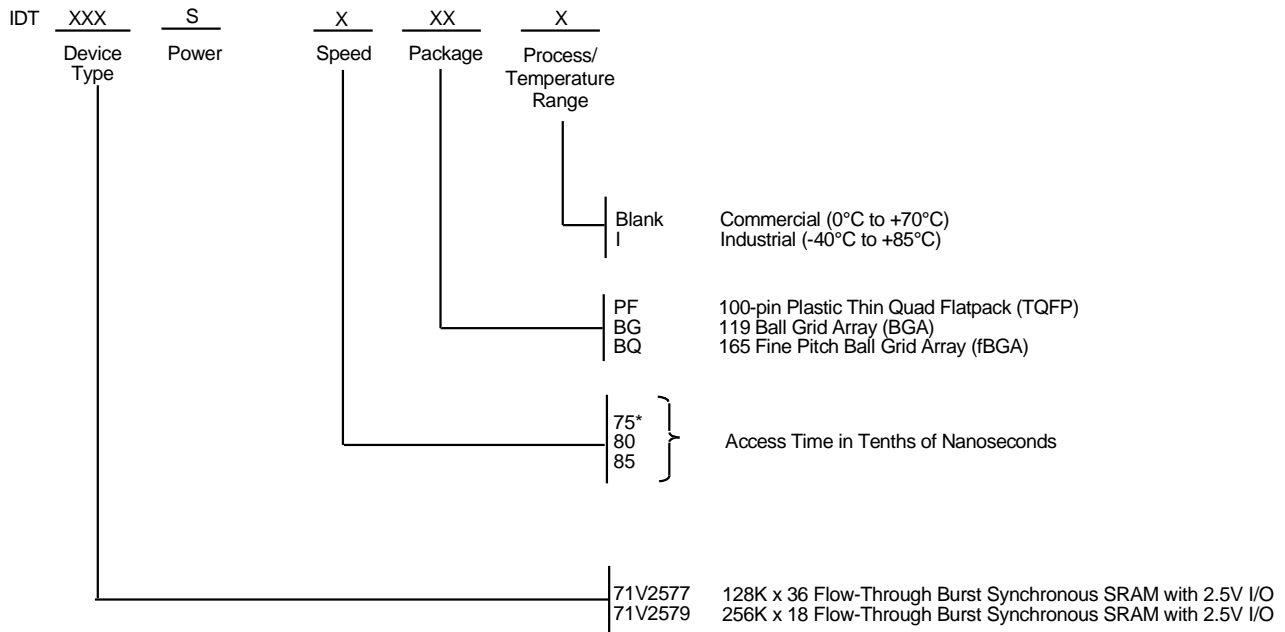 IDT XXX S X XX X
Device Type Power Speed Package Process/ Temperature Range
Blank Commercial (0°C to +70°C)
I Industrial (-40°C to +85°C)
PF 100-pin Plastic Thin Quad Flatpack (TQFP)
BG 119 Ball Grid Array (BGA)
BQ 165 Fine Pitch Ball Grid Array (fBGA)
75*
80 Access Time in Tenths of Nanoseconds
85
71V2577 128K x 36 Flow-Through Burst Synchronous SRAM with 2.5V I/O
71V2579 256K x 18 Flow-Through Burst Synchronous SRAM with 2.5V I/O